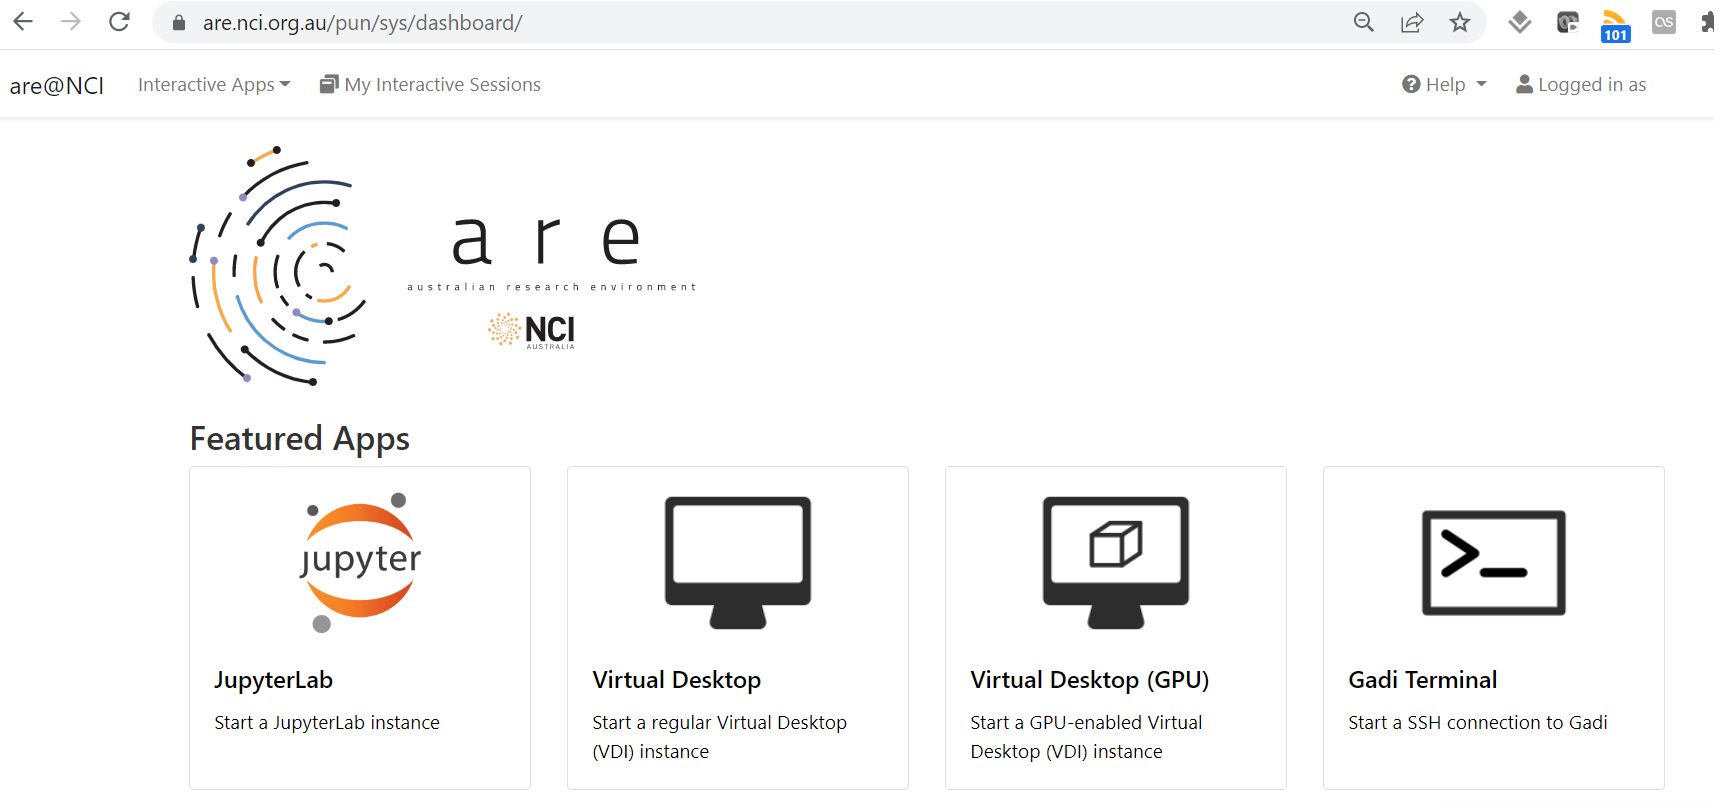 are.nci.org.au/pun/sys/dashboard/
101
are@NCI
Interactive Apps
My Interactive Sessions
Help
Logged in as
are
australian research environment
NCI
AUSTRALIA
Featured Apps
jupyter
>_
JupyterLab
Start a JupyterLab instance
Virtual Desktop
Start a regular Virtual Desktop
(VDI) instance
Virtual Desktop (GPU)
Start a GPU-enabled Virtual
Desktop (VDI) instance
Gadi Terminal
Start a SSH connection to Gadi